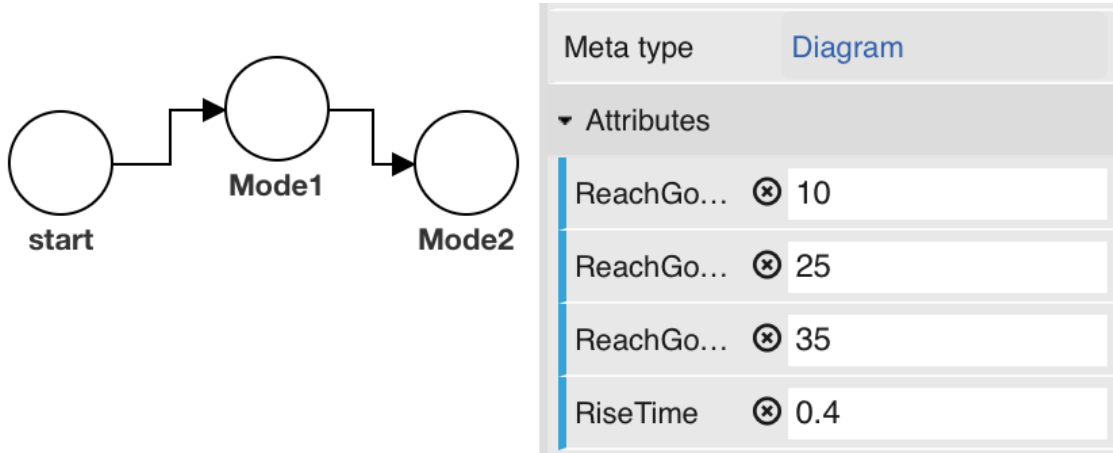 start
Mode1
Mode2
Meta type Diagram
Attributes
ReachGo... 10
ReachGo... 25
ReachGo... 35
RiseTime 0.4